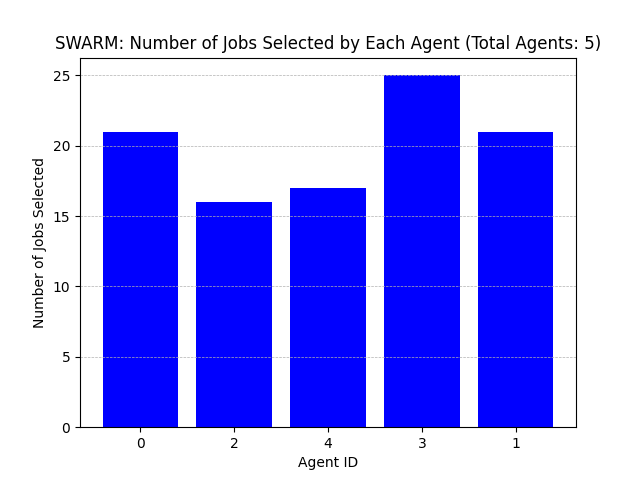 SWARM: Number of Jobs Selected by Each Agent (Total Agents: 5)
25
20
15
10
5
0
Number of Jobs Selected
0 2 4 3 1
Agent ID